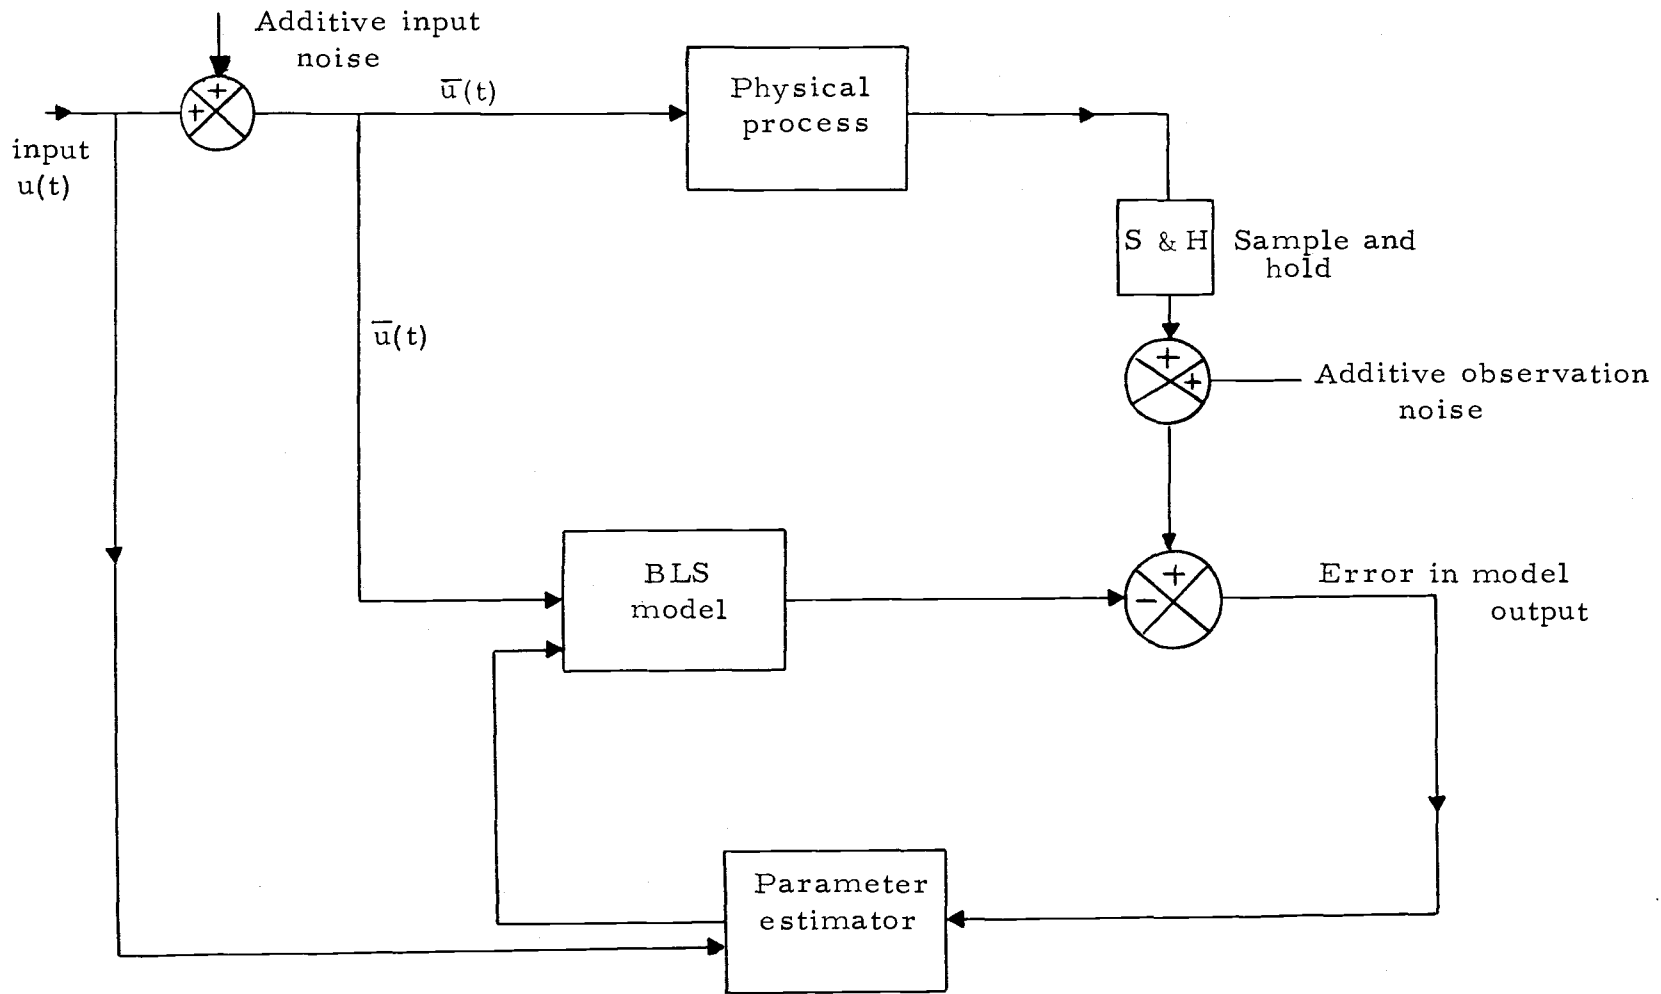 Additive input
noise
+
+
u̅(t)
input
u(t)
Physical
process
S & H
Sample and
hold
u̅(t)
+
+
Additive observation
noise
BLS
model
+
−
Error in model
output
Parameter
estimator